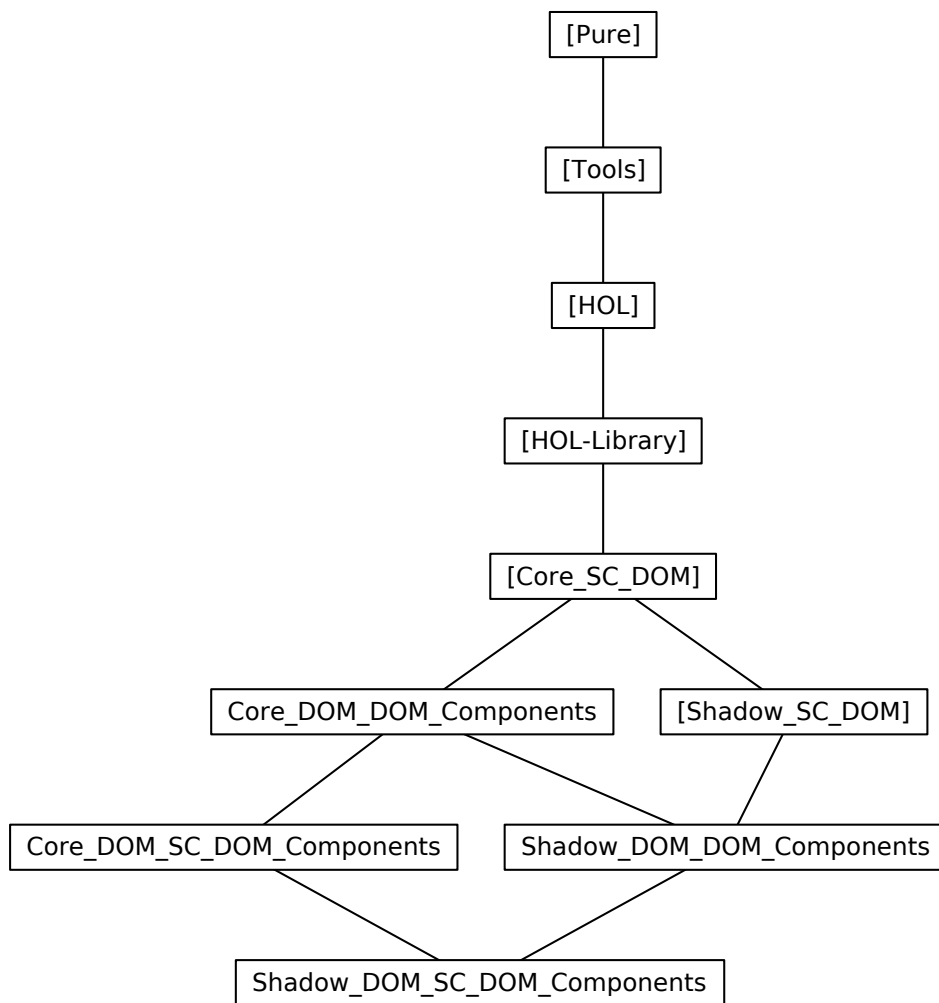 [Pure]
[Tools]
[HOL]
[HOL-Library]
[Core_SC_DOM]
Core_DOM_DOM_Components
[Shadow_SC_DOM]
Core_DOM_SC_DOM_Components
Shadow_DOM_DOM_Components
Shadow_DOM_SC_DOM_Components